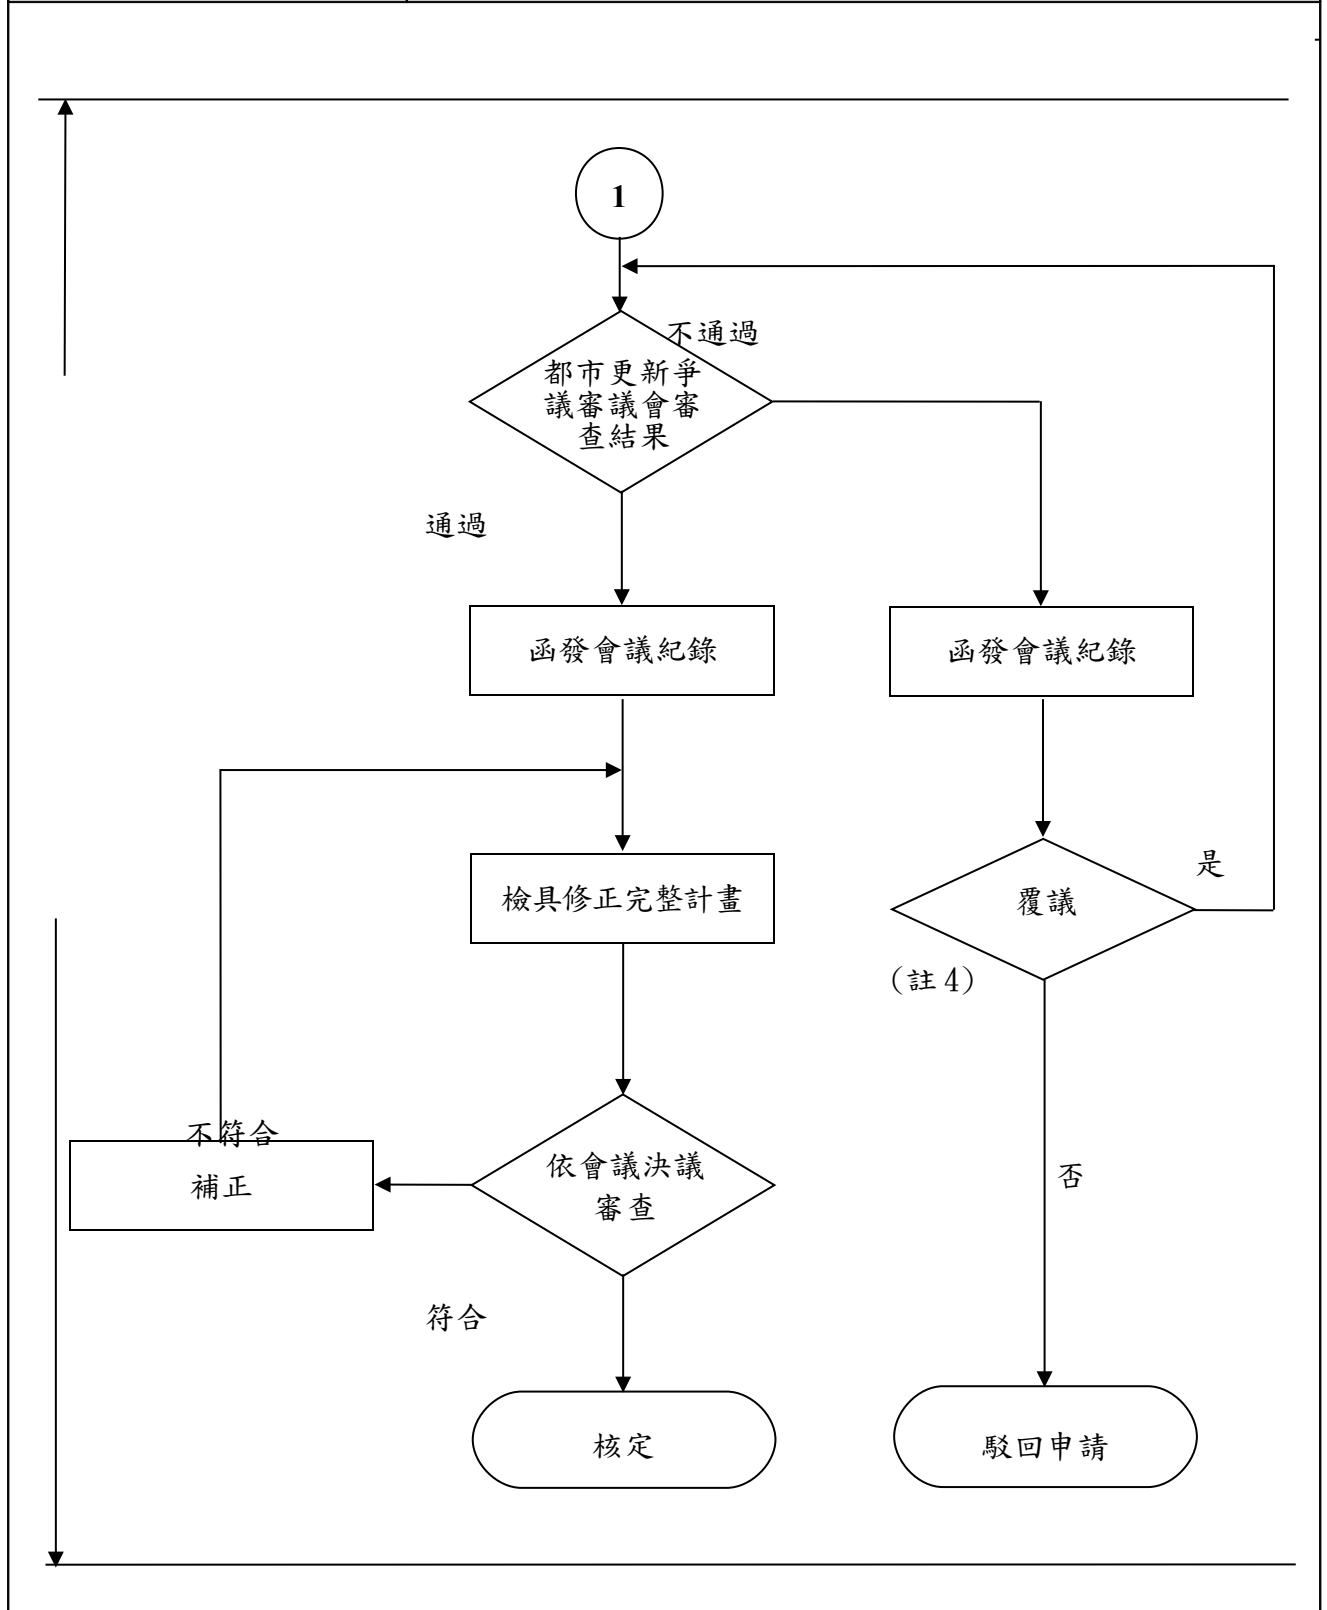 1
不通過
都市更新爭
議審議會審
查結果
通過
函發會議紀錄
函發會議紀錄
檢具修正完整計畫
是
覆議
(註4)
不符合
補正
依會議決議
審查
否
符合
核定
駁回申請